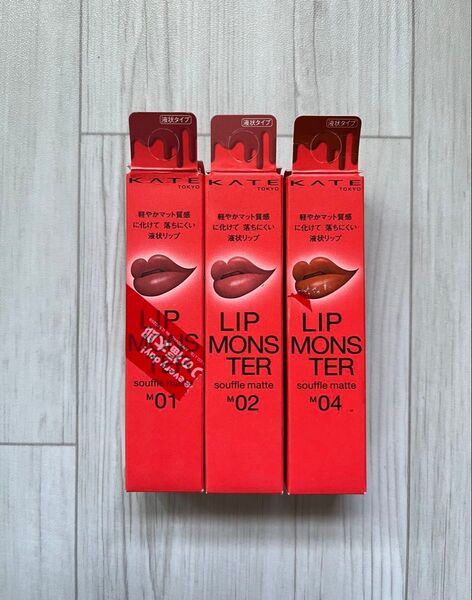 液状タイプ
KATE
TOKYO
軽やかマット質感
に化けて 落ちにくい
液状リップ
LIP
MONS
TER
souffle matte
M01
液状タイプ
KATE
TOKYO
軽やかマット質感
に化けて 落ちにくい
液状リップ
LIP
MONS
TER
souffle matte
M02
液状タイプ
KATE
TOKYO
軽やかマット質感
に化けて 落ちにくい
液状リップ
LIP
MONS
TER
souffle matte
M04
every day!